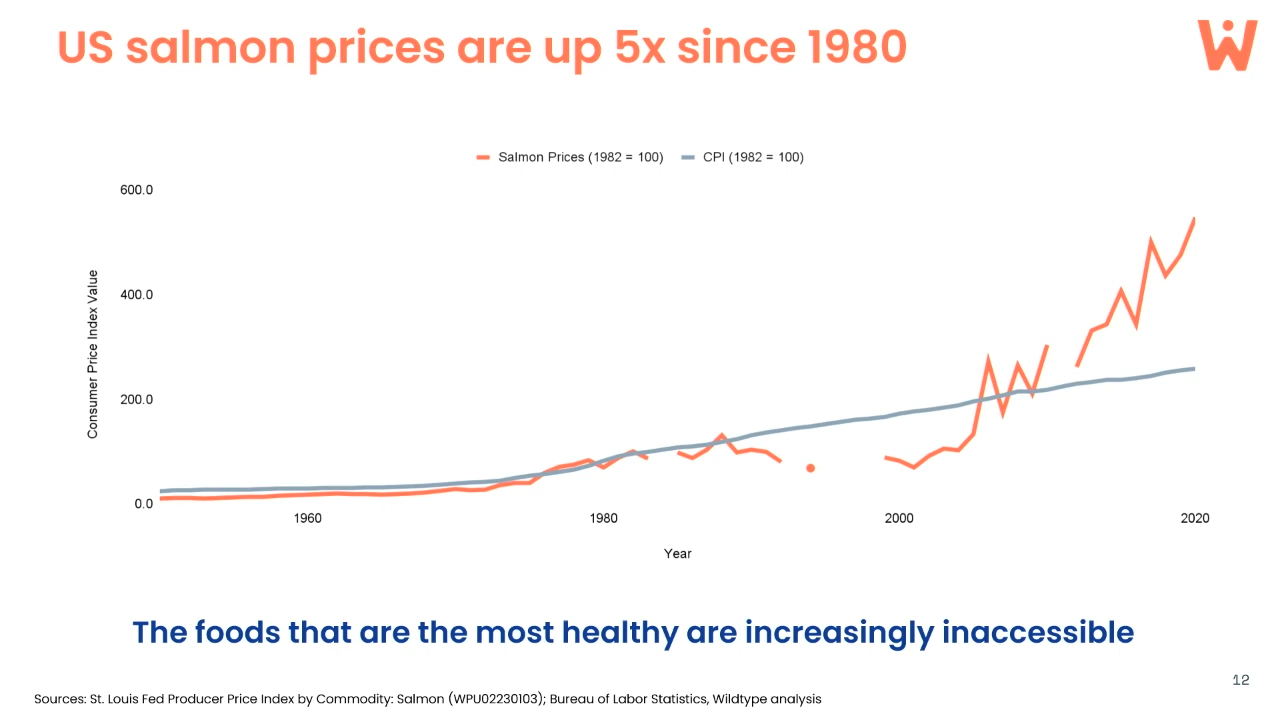 US salmon prices are up 5x since 1980
Salmon Prices (1982 = 100) CPI (1982 = 100)
Consumer Price Index Value
600.0
400.0
200.0
0.0
1960 1980 2000 2020
Year
The foods that are the most healthy are increasingly inaccessible
12
Sources: St. Louis Fed Producer Price Index by Commodity: Salmon (WPU02230103); Bureau of Labor Statistics, Wildtype analysis